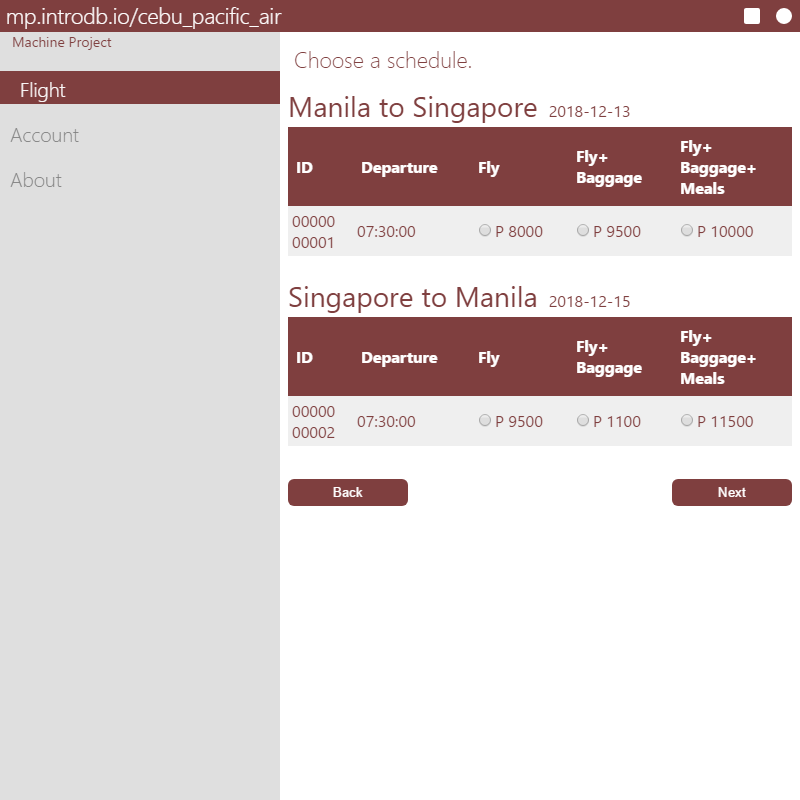 mp.introdb.io/cebu_pacific_air
Machine Project
Flight
Account
About
Choose a schedule.
Manila to Singapore 2018-12-13
ID Departure Fly Fly+ Baggage Fly+ Baggage+ Meals
00000 00001 07:30:00 P 8000 P 9500 P 10000
Singapore to Manila 2018-12-15
ID Departure Fly Fly+ Baggage Fly+ Baggage+ Meals
00000 00002 07:30:00 P 9500 P 1100 P 11500
Back Next